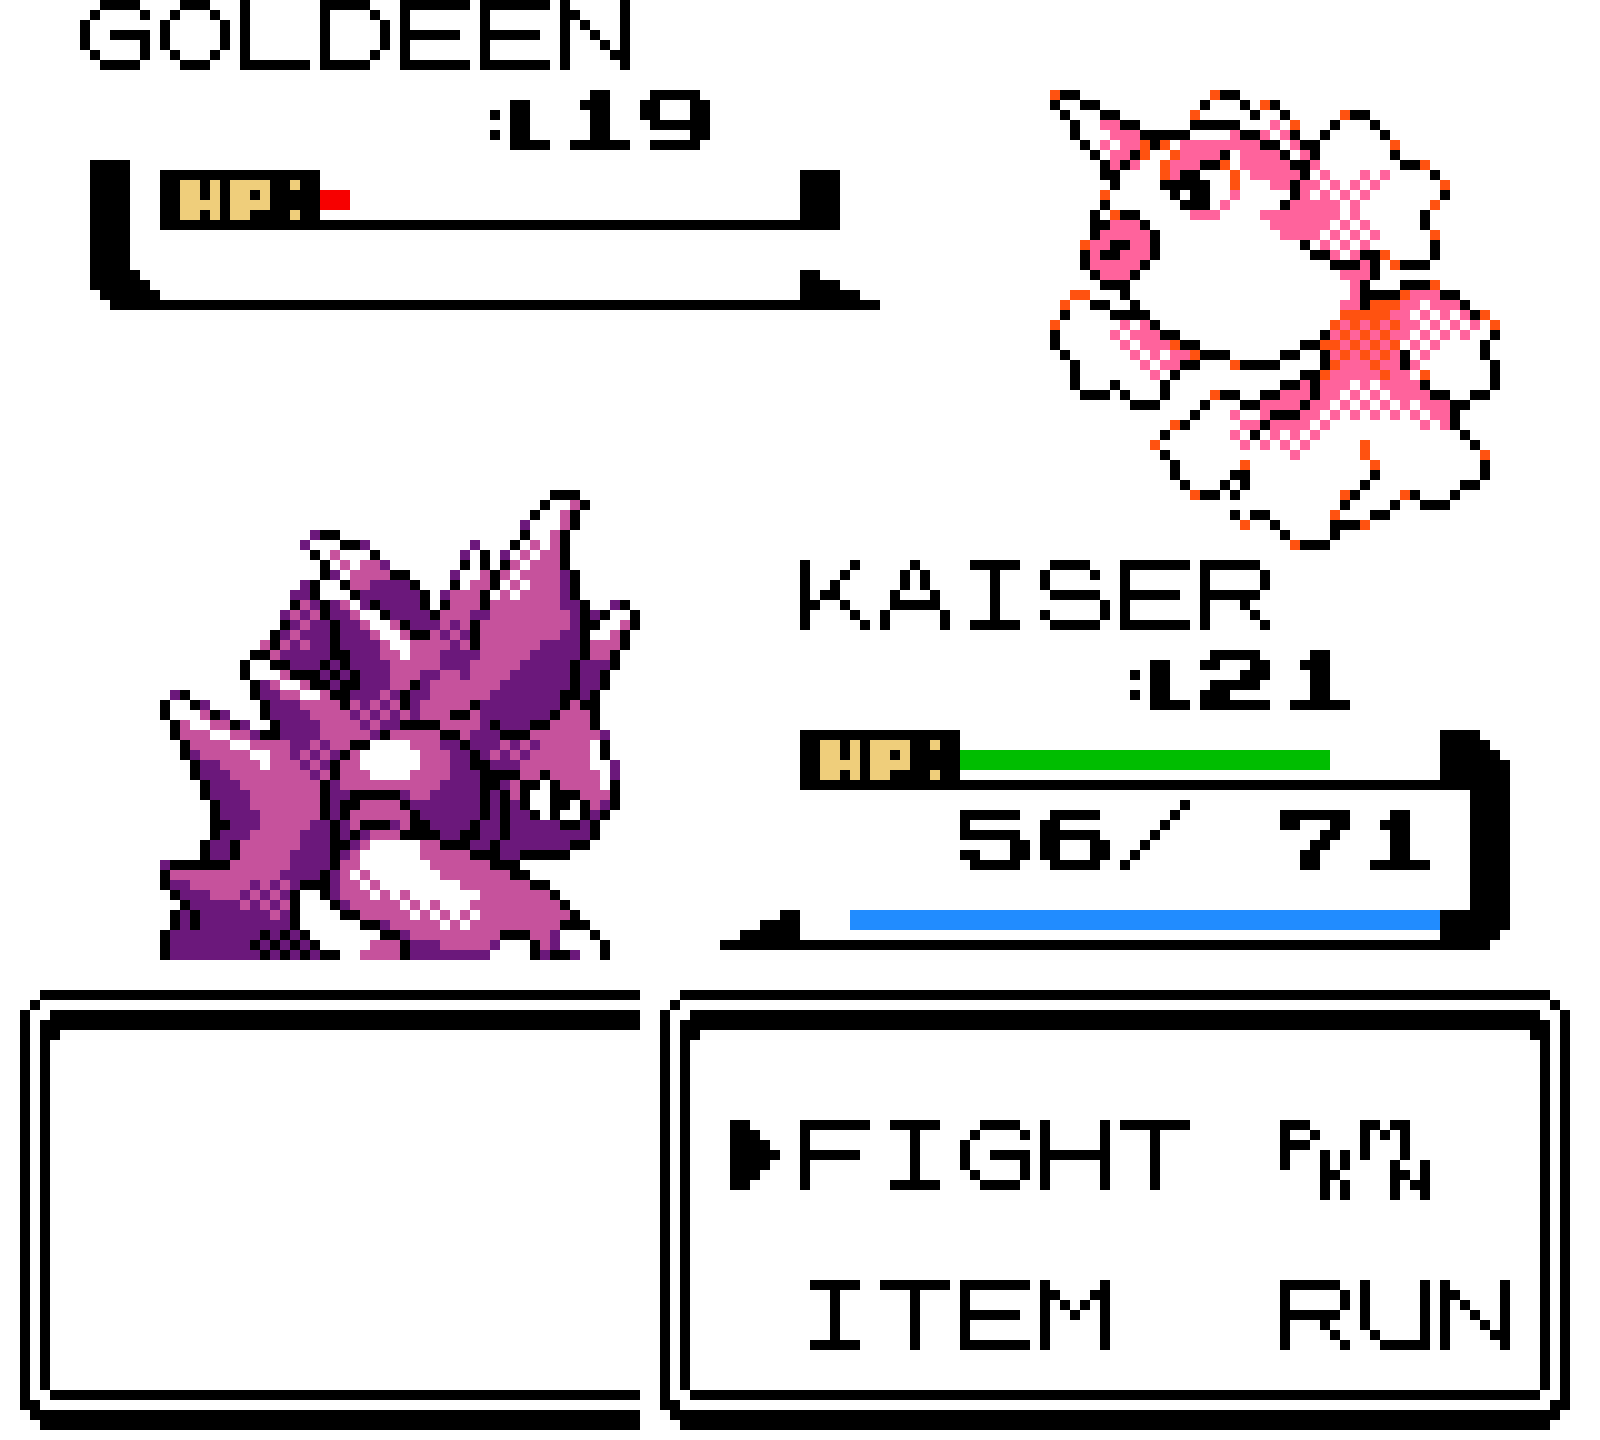 GOLDEEN
:L19
HP:
KAISER
:L21
HP:
56/ 71
FIGHT PKMN
ITEM RUN